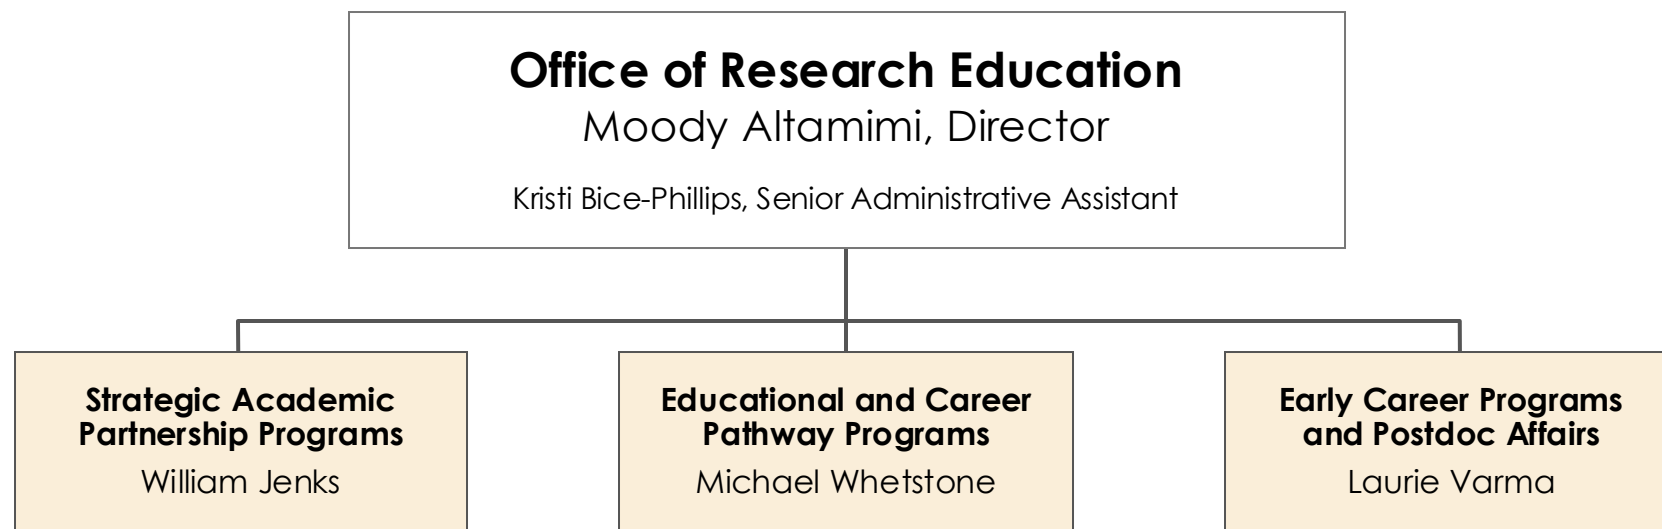 Office of Research Education
Moody Altamimi, Director
Kristi Bice-Phillips, Senior Administrative Assistant
Strategic Academic
Partnership Programs
William Jenks
Educational and Career
Pathway Programs
Michael Whetstone
Early Career Programs
and Postdoc Affairs
Laurie Varma